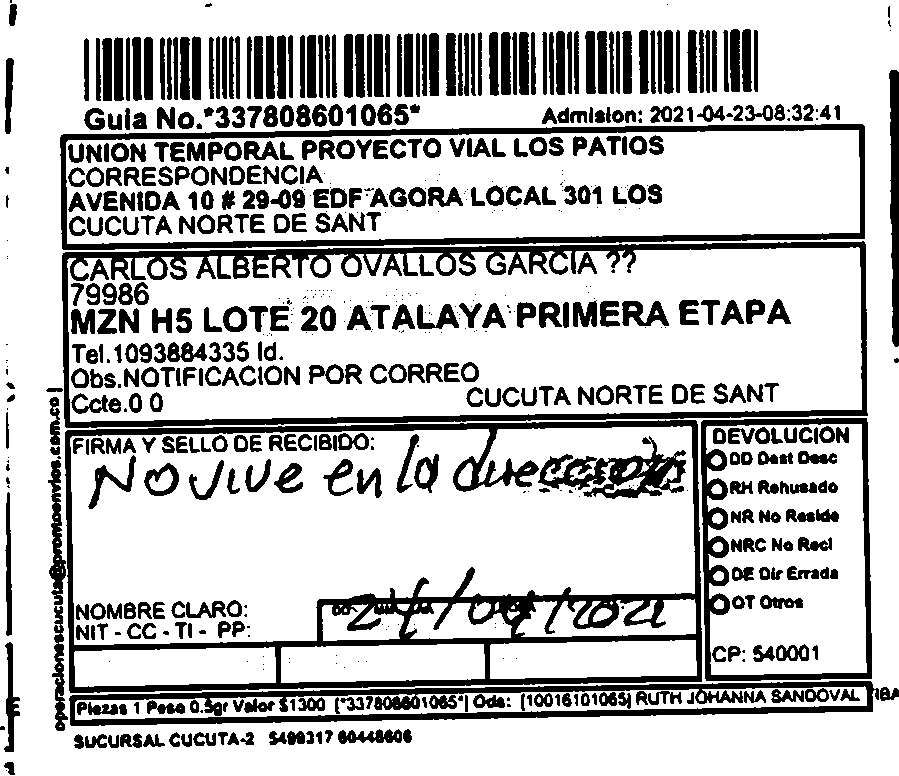 Guia No.*337808601065*
Admision: 2021-04-23-08:32:41
UNION TEMPORAL PROYECTO VIAL LOS PATIOS
CORRESPONDENCIA
AVENIDA 10 # 29-09 EDF AGORA LOCAL 301 LOS
CUCUTA NORTE DE SANT
CARLOS ALBERTO OVALLOS GARCIA ??
79986
MZN H5 LOTE 20 ATALAYA PRIMERA ETAPA
Tel.1093884335 Id.
Obs.NOTIFICACION POR CORREO
Ccte.0 0 CUCUTA NORTE DE SANT
operacionescucuta@prontoenvios.com.co |
FIRMA Y SELLO DE RECIBIDO:
No vive en la direccion
NOMBRE CLARO:
NIT - CC - TI - PP:
24/04/2021
DEVOLUCION
DD Dest Desc
RH Rehusado
NR No Reside
NRC No Recl
DE Dir Errada
OT Otros
CP: 540001
Piezas 1 Peso 0.5gr Valor $1300 [*337808601065*] Ods: [10016101065] RUTH JOHANNA SANDOVAL
SUCURSAL CUCUTA-2 5499317 60448606